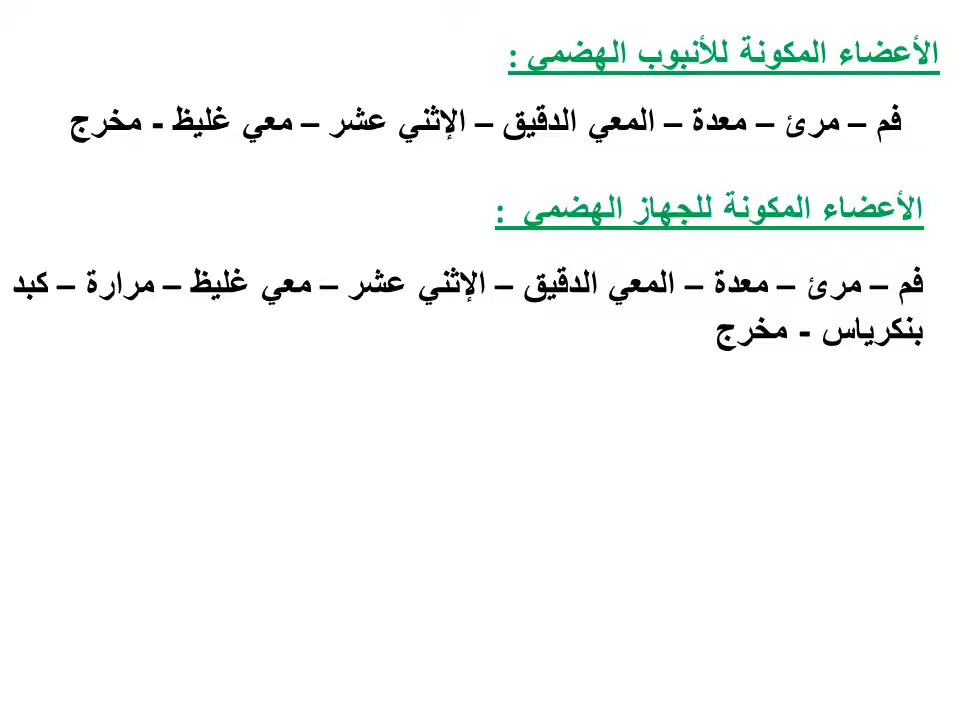 الأعضاء المكونة للأنبوب الهضمي :
فم – مرئ – معدة – المعي الدقيق – الإثني عشر – معي غليظ - مخرج
الأعضاء المكونة للجهاز الهضمي :
فم – مرئ – معدة – المعي الدقيق – الإثني عشر – معي غليظ – مرارة – كبد
بنكرياس - مخرج